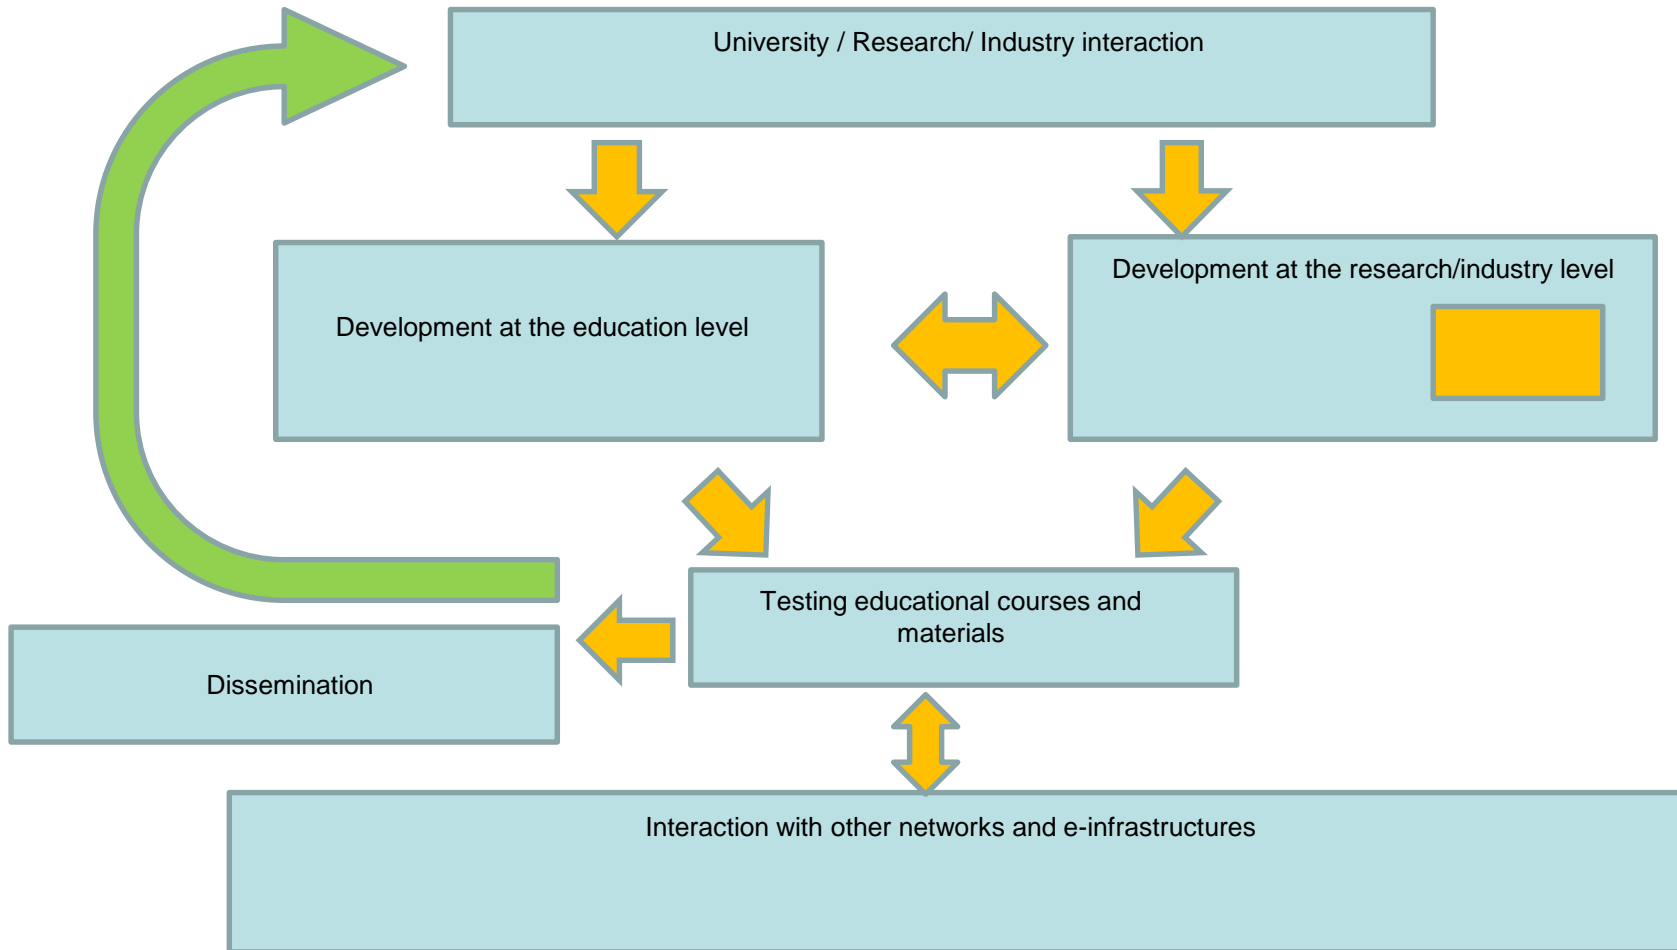 University / Research/ Industry interaction
Development at the research/industry level
Development at the education level
Testing educational courses and
materials
Dissemination
Interaction with other networks and e-infrastructures